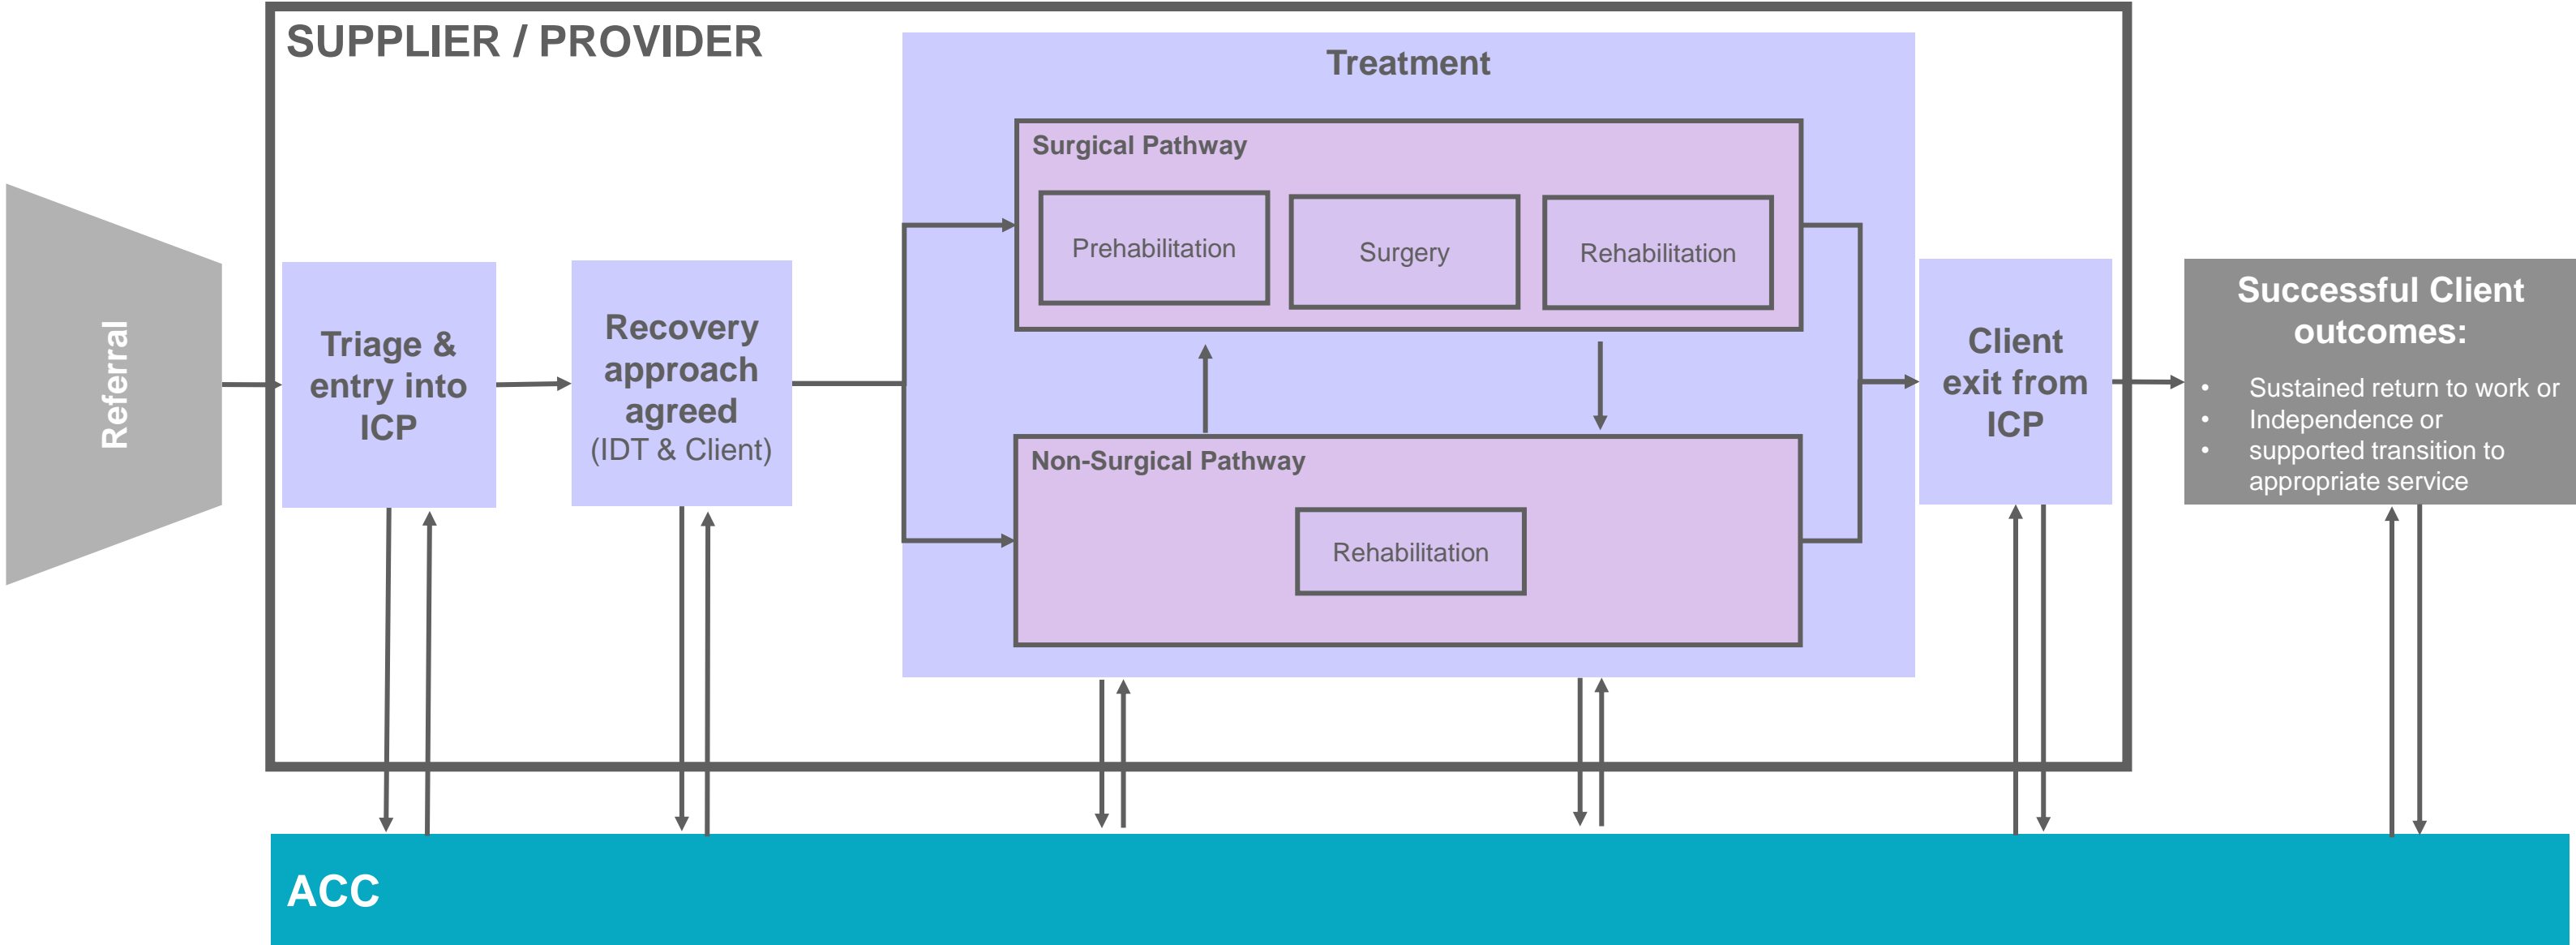 SUPPLIER / PROVIDER
Treatment
Surgical Pathway
Prehabilitation
Surgery
Rehabilitation
Referral
Triage &
entry into
ICP
Recovery
approach
agreed
(IDT & Client)
Non-Surgical Pathway
Rehabilitation
Client
exit from
ICP
Successful Client
outcomes:
• Sustained return to work or
• Independence or
• supported transition to
appropriate service
ACC